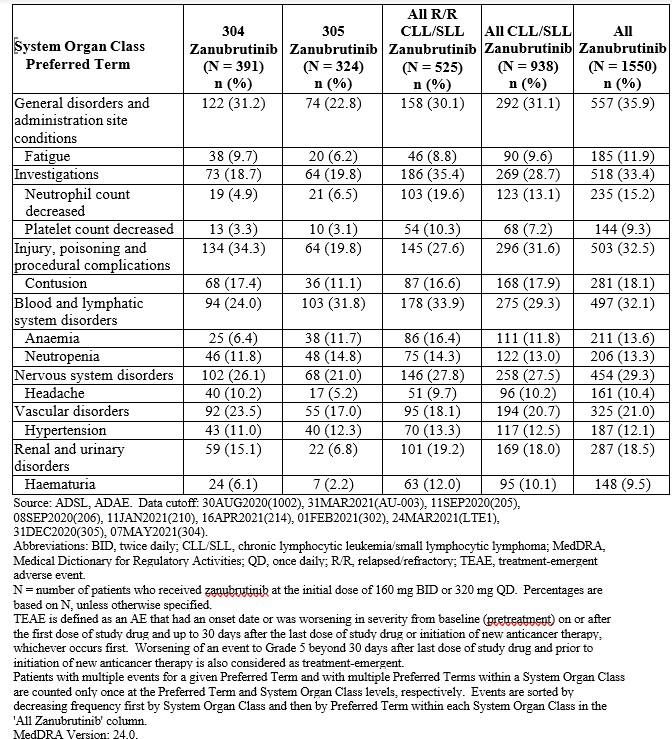 System Organ Class
Preferred Term
304
Zanubrutinib
(N = 391)
n (%)
305
Zanubrutinib
(N = 324)
n (%)
All R/R
CLL/SLL
Zanubrutinib
(N = 525)
n (%)
All CLL/SLL
Zanubrutinib
(N = 938)
n (%)
All
Zanubrutinib
(N = 1550)
n (%)
General disorders and administration site conditions 122 (31.2) 74 (22.8) 158 (30.1) 292 (31.1) 557 (35.9)
Fatigue 38 (9.7) 20 (6.2) 46 (8.8) 90 (9.6) 185 (11.9)
Investigations 73 (18.7) 64 (19.8) 186 (35.4) 269 (28.7) 518 (33.4)
Neutrophil count decreased 19 (4.9) 21 (6.5) 103 (19.6) 123 (13.1) 235 (15.2)
Platelet count decreased 13 (3.3) 10 (3.1) 54 (10.3) 68 (7.2) 144 (9.3)
Injury, poisoning and procedural complications 134 (34.3) 64 (19.8) 145 (27.6) 296 (31.6) 503 (32.5)
Contusion 68 (17.4) 36 (11.1) 87 (16.6) 168 (17.9) 281 (18.1)
Blood and lymphatic system disorders 94 (24.0) 103 (31.8) 178 (33.9) 275 (29.3) 497 (32.1)
Anaemia 25 (6.4) 38 (11.7) 86 (16.4) 111 (11.8) 211 (13.6)
Neutropenia 46 (11.8) 48 (14.8) 75 (14.3) 122 (13.0) 206 (13.3)
Nervous system disorders 102 (26.1) 68 (21.0) 146 (27.8) 258 (27.5) 454 (29.3)
Headache 40 (10.2) 17 (5.2) 51 (9.7) 96 (10.2) 161 (10.4)
Vascular disorders 92 (23.5) 55 (17.0) 95 (18.1) 194 (20.7) 325 (21.0)
Hypertension 43 (11.0) 40 (12.3) 70 (13.3) 117 (12.5) 187 (12.1)
Renal and urinary disorders 59 (15.1) 22 (6.8) 101 (19.2) 169 (18.0) 287 (18.5)
Haematuria 24 (6.1) 7 (2.2) 63 (12.0) 95 (10.1) 148 (9.5)
Source: ADSL, ADAE. Data cutoff: 30AUG2020(1002), 31MAR2021(AU-003), 11SEP2020(205),
08SEP2020(206), 11JAN2021(210), 16APR2021(214), 01FEB2021(302), 24MAR2021(LTE1),
31DEC2020(305), 07MAY2021(304).
Abbreviations: BID, twice daily; CLL/SLL, chronic lymphocytic leukemia/small lymphocytic lymphoma; MedDRA,
Medical Dictionary for Regulatory Activities; QD, once daily; R/R, relapsed/refractory; TEAE, treatment-emergent
adverse event.
N = number of patients who received zanubrutinib at the initial dose of 160 mg BID or 320 mg QD. Percentages are
based on N, unless otherwise specified.
TEAE is defined as an AE that had an onset date or was worsening in severity from baseline (pretreatment) on or after
the first dose of study drug and up to 30 days after the last dose of study drug or initiation of new anticancer therapy,
whichever occurs first. Worsening of an event to Grade 5 beyond 30 days after last dose of study drug and prior to
initiation of new anticancer therapy is also considered as treatment-emergent.
Patients with multiple events for a given Preferred Term and with multiple Preferred Terms within a System Organ Class
are counted only once at the Preferred Term and System Organ Class levels, respectively. Events are sorted by
decreasing frequency first by System Organ Class and then by Preferred Term within each System Organ Class in the
'All Zanubrutinib' column.
MedDRA Version: 24.0.